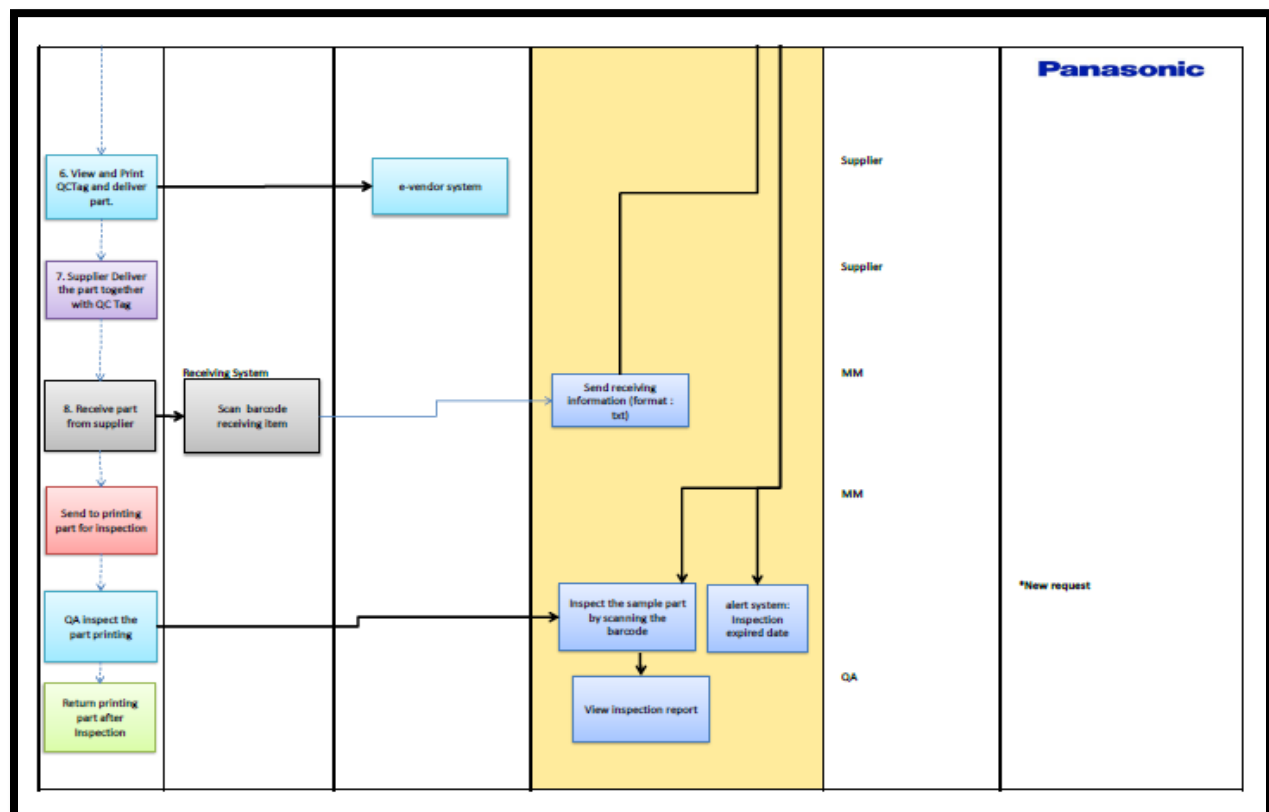 Panasonic
6. View and Print
QCTag and deliver
part.
e-vendor system
Supplier
7. Supplier Deliver
the part together
with QC Tag
Supplier
Receiving System
8. Receive part
from supplier
Scan barcode
receiving item
Send receiving
information (format :
txt)
MM
Send to printing
part for inspection
MM
QA inspect the
part printing
Inspect the sample part
by scanning the
barcode
alert system:
Inspection
expired date
*New request
Return printing
part after
Inspection
View inspection report
QA